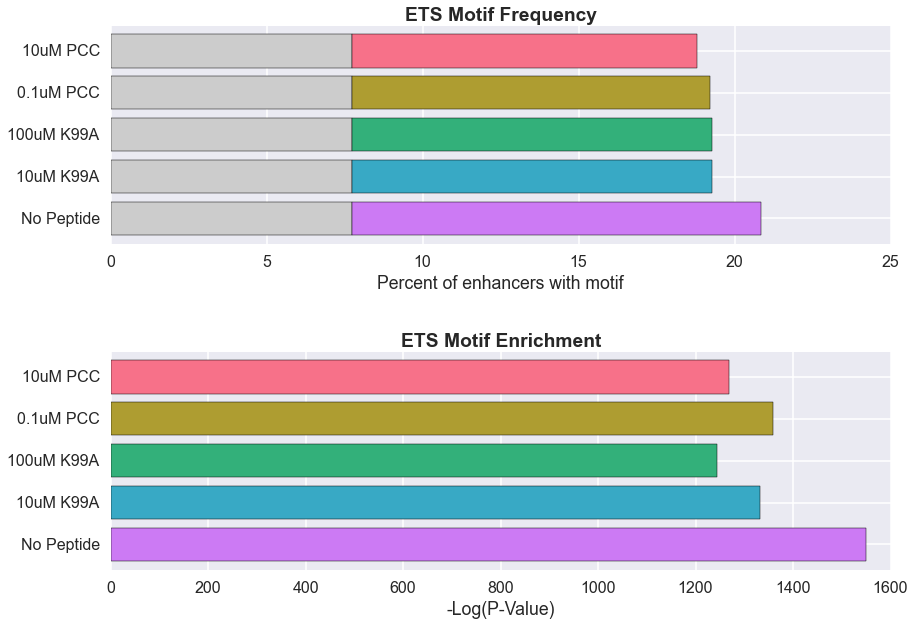 ETS Motif Frequency
10uM PCC
0.1uM PCC
100uM K99A
10uM K99A
No Peptide
0 5 10 15 20 25
Percent of enhancers with motif
ETS Motif Enrichment
10uM PCC
0.1uM PCC
100uM K99A
10uM K99A
No Peptide
0 200 400 600 800 1000 1200 1400 1600
-Log(P-Value)